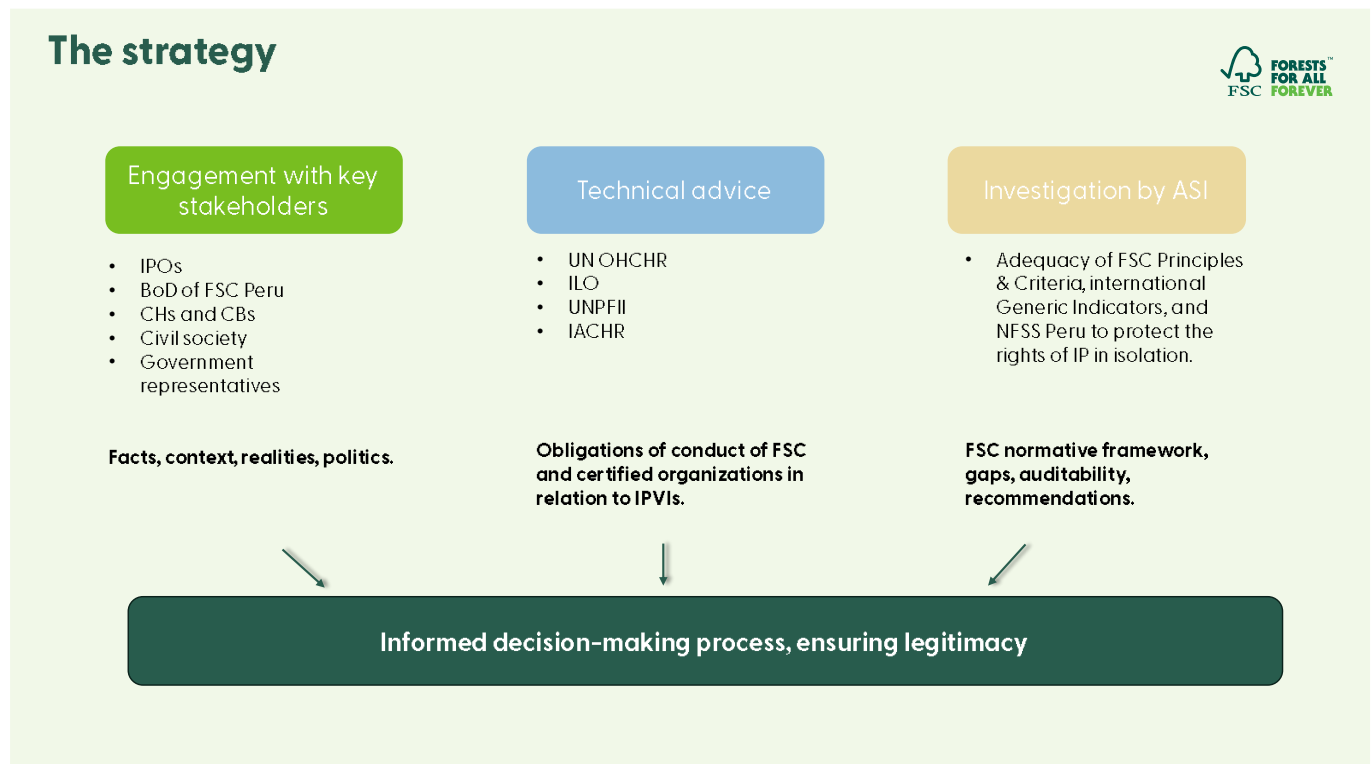 The strategy
FORESTS™
FOR ALL
FOREVER
FSC
Engagement with key
stakeholders
• IPOs
• BoD of FSC Peru
• CHs and CBs
• Civil society
• Government
representatives
Facts, context, realities, politics.
Technical advice
• UN OHCHR
• ILO
• UNPFII
• IACHR
Obligations of conduct of FSC
and certified organizations in
relation to IPVIs.
Investigation by ASI
• Adequacy of FSC Principles
& Criteria, international
Generic Indicators, and
NFSS Peru to protect the
rights of IP in isolation.
FSC normative framework,
gaps, auditability,
recommendations.
Informed decision-making process, ensuring legitimacy